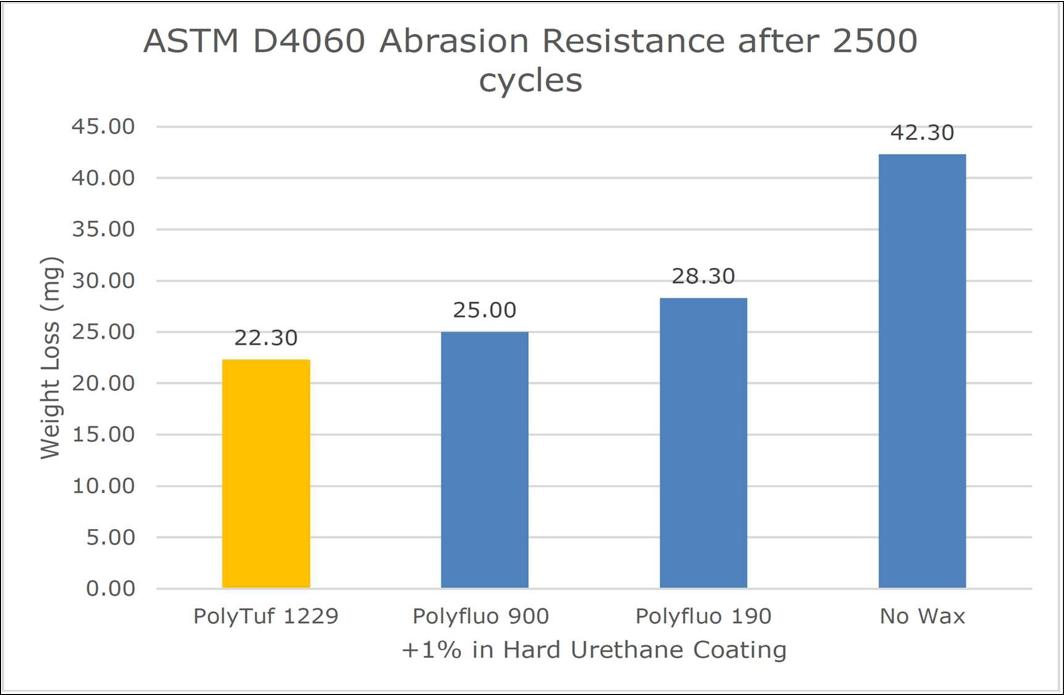 ASTM D4060 Abrasion Resistance after 2500
cycles
45.00
40.00
35.00
30.00
25.00
20.00
15.00
10.00
5.00
0.00
Weight Loss (mg)
22.30
25.00
28.30
42.30
PolyTuf 1229
Polyfluo 900
Polyfluo 190
No Wax
+1% in Hard Urethane Coating